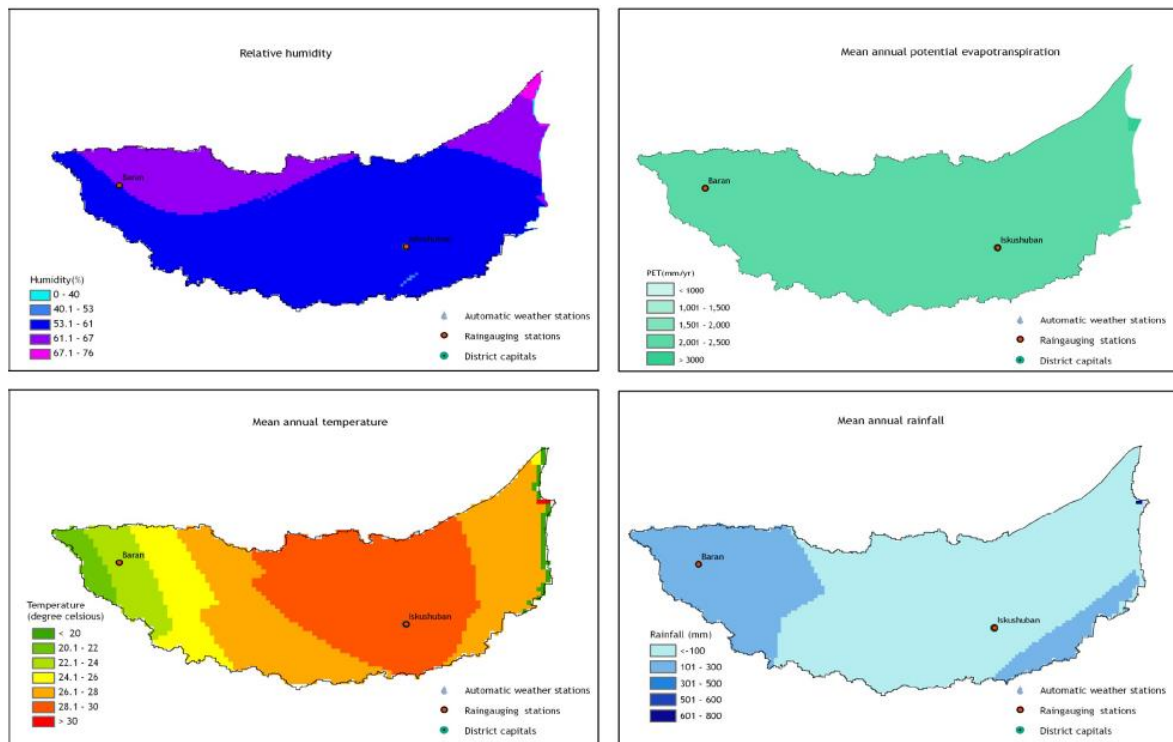 Relative humidity
Baran
Humidity(%)
0 - 40
40.1 - 53
53.1 - 61
61.1 - 67
67.1 - 76
Automatic weather stations
Raingauging stations
District capitals
Mean annual potential evapotranspiration
Baran
Iskushuban
PET(mm/yr)
< 1000
1,001 - 1,500
1,501 - 2,000
2,001 - 2,500
> 3000
Automatic weather stations
Raingauging stations
District capitals
Mean annual temperature
Baran
Iskushuban
Temperature
(degree celsious)
< 20
20.1 - 22
22.1 - 24
24.1 - 26
26.1 - 28
28.1 - 30
> 30
Automatic weather stations
Raingauging stations
District capitals
Mean annual rainfall
Baran
Iskushuban
Rainfall (mm)
<-100
101 - 300
301 - 500
501 - 600
601 - 800
Automatic weather stations
Raingauging stations
District capitals